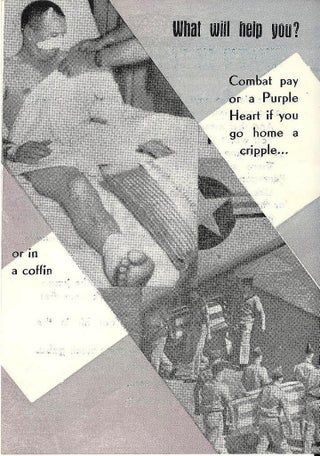 What will help you?
Combat pay
or a Purple
Heart if you
go home a
cripple...
or in
a coffin